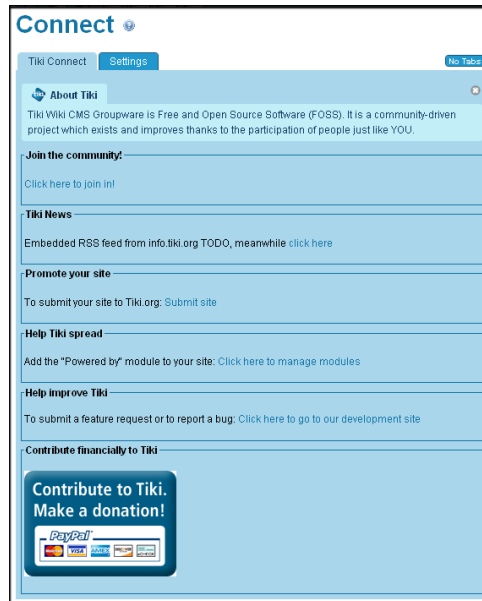 Connect
Tiki Connect
Settings
No Tabs
About Tiki
Tiki Wiki CMS Groupware is Free and Open Source Software (FOSS). It is a community-driven
project which exists and improves thanks to the participation of people just like YOU.
Join the community!
Click here to join in!
Tiki News
Embedded RSS feed from info.tiki.org TODO, meanwhile click here
Promote your site
To submit your site to Tiki.org: Submit site
Help Tiki spread
Add the "Powered by" module to your site: Click here to manage modules
Help improve Tiki
To submit a feature request or to report a bug: Click here to go to our development site
Contribute financially to Tiki
Contribute to Tiki.
Make a donation!
PayPal
VISA
AMEX